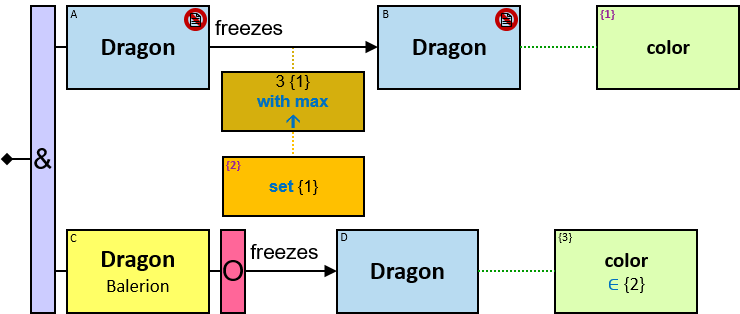 A
Dragon
freezes
B
Dragon
{1}
color
3 {1}
with max
↑
{2}
set {1}
&
C
Dragon
Balerion
O
freezes
D
Dragon
{3}
color
∈ {2}